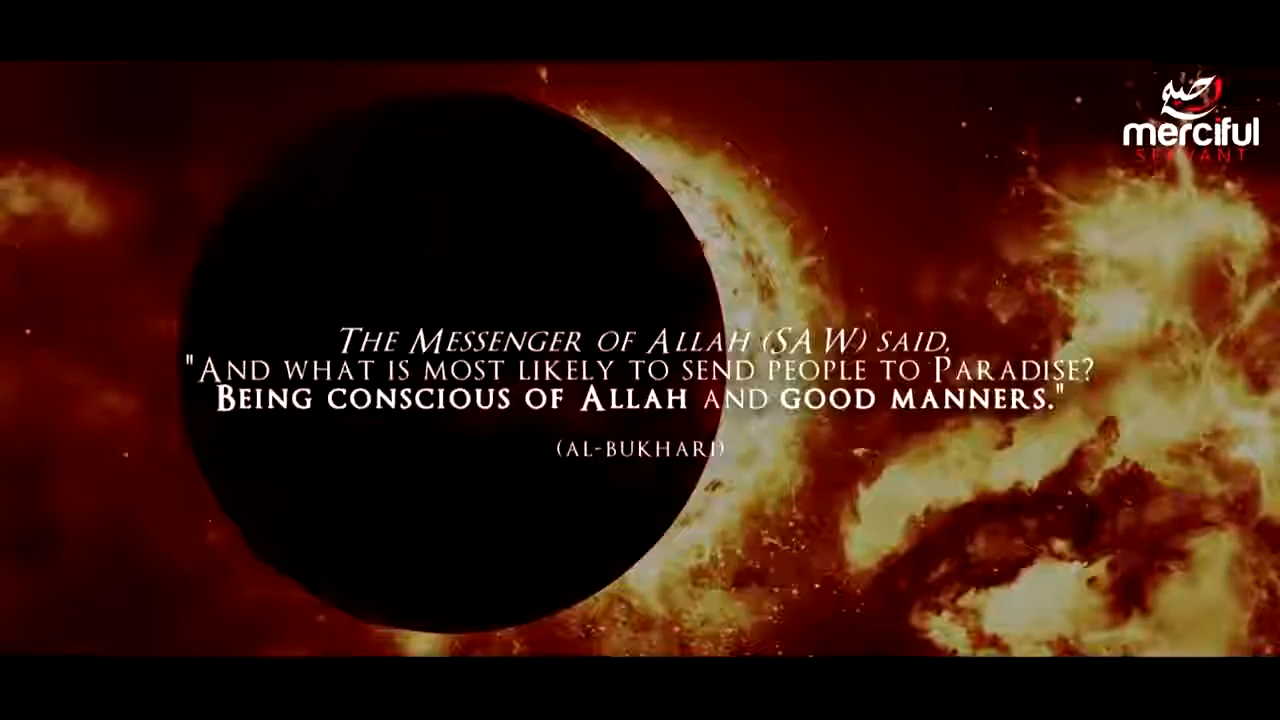 merciful
SERVANT
The Messenger of Allah (SAW) said,
"And what is most likely to send people to Paradise?
Being conscious of Allah and good manners."
(Al-Bukhari)